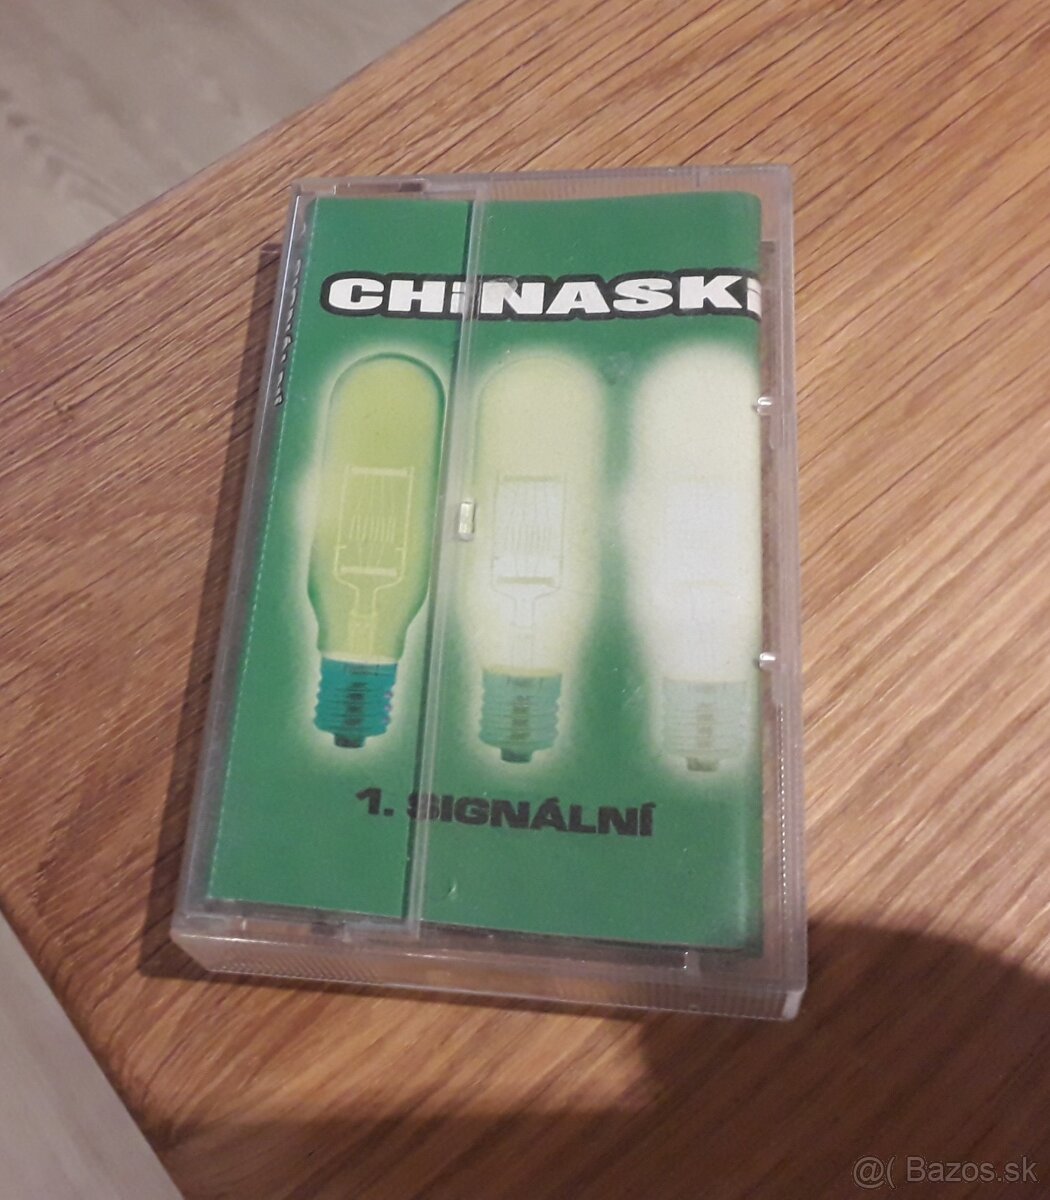 CHiNASKi
1. SIGNÁLNÍ
@( Bazos.sk